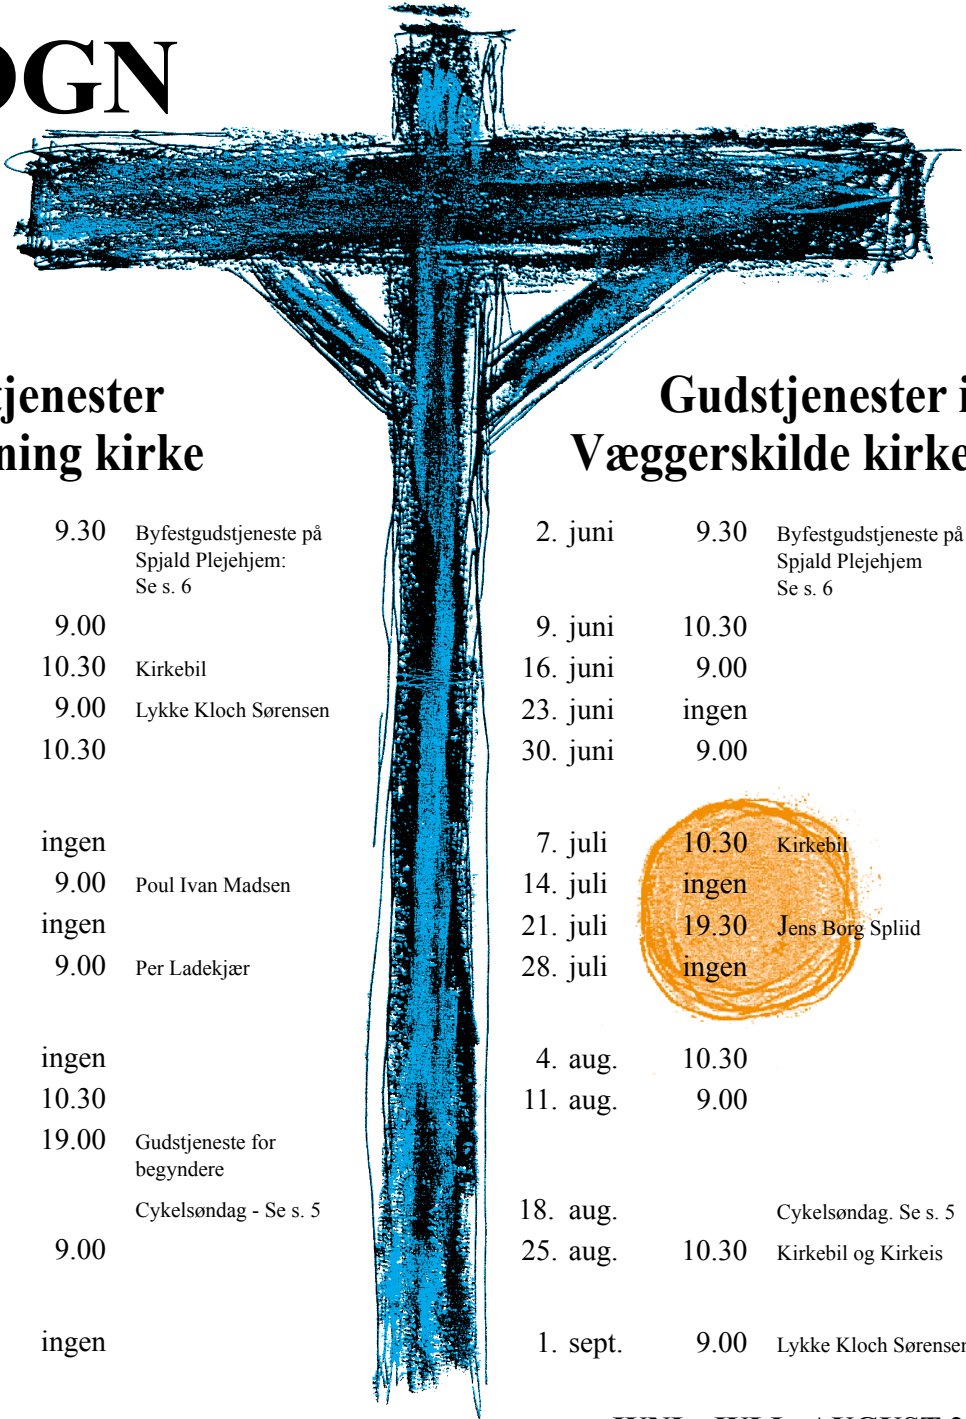 OGN
tjenester
ning kirke
9.30 Byfestgudstjeneste på
Spjald Plejehjem:
Se s. 6
9.00
10.30 Kirkebil
9.00 Lykke Kloch Sørensen
10.30
ingen
9.00 Poul Ivan Madsen
ingen
9.00 Per Ladekjær
ingen
10.30
19.00 Gudstjeneste for
begyndere
Cykelsøndag - Se s. 5
9.00
ingen
Gudstjenester i
Væggerskilde kirke
2. juni 9.30 Byfestgudstjeneste på
Spjald Plejehjem
Se s. 6
9. juni 10.30
16. juni 9.00
23. juni ingen
30. juni 9.00
7. juli 10.30 Kirkebil
14. juli ingen
21. juli 19.30 Jens Borg Spliid
28. juli ingen
4. aug. 10.30
11. aug. 9.00
18. aug. Cykelsøndag. Se s. 5
25. aug. 10.30 Kirkebil og Kirkeis
1. sept. 9.00 Lykke Kloch Sørensen